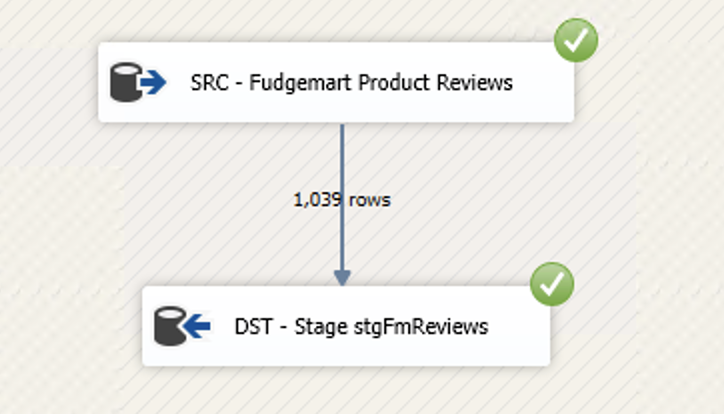 SRC - Fudgemart Product Reviews
1,039 rows
DST - Stage stgFmReviews